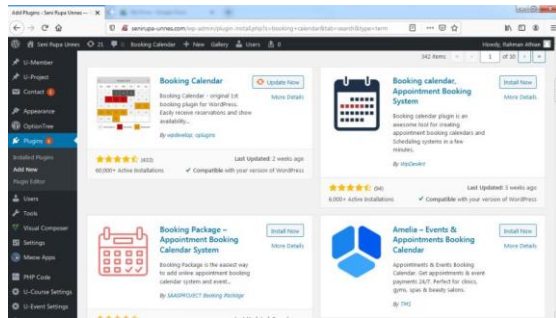 Add Plugins ‹ Seni Rupa Unnes —
senirupa-unnes.com/wp-admin/plugin-install.php?s=booking+calendar&tab=search&type=term
Seni Rupa Unnes
21
Booking Calendar
+ New
Gallery
Users
Howdy, Rahman Athian
U-Member
U-Project
Contact
Appearance
OptionTree
Plugins
Installed Plugins
Add New
Plugin Editor
Users
Tools
Visual Composer
Settings
Meow Apps
PHP Code
U-Course Settings
U-Event Settings
342 items
1
of 10
Booking Calendar
Update Now
More Details
Booking Calendar - original 1st
booking plugin for WordPress.
Easily receive reservations and show
availability...
By wpdevelop, oplugins
(433)
Last Updated: 2 weeks ago
60,000+ Active Installations
Compatible with your version of WordPress
Booking calendar,
Appointment Booking
System
Install Now
More Details
Booking calendar plugin is an
awesome tool for creating
appointment booking calendars and
Scheduling systems in a few
minutes.
By WpDevArt
(94)
Last Updated: 3 weeks ago
6,000+ Active Installations
Compatible with your version of WordPress
Booking Package –
Appointment Booking
Calendar System
Install Now
More Details
Booking Package is the easiest way
to add online appointment booking
calendar system and event...
By SAASPROJECT Booking Package
Amelia – Events &
Appointments Booking
Calendar
Install Now
More Details
Appointments & Events Booking
Calendar. Get appointments & event
payments 24/7. Perfect for clinics,
gyms, spas & beauty salons.
By TMS